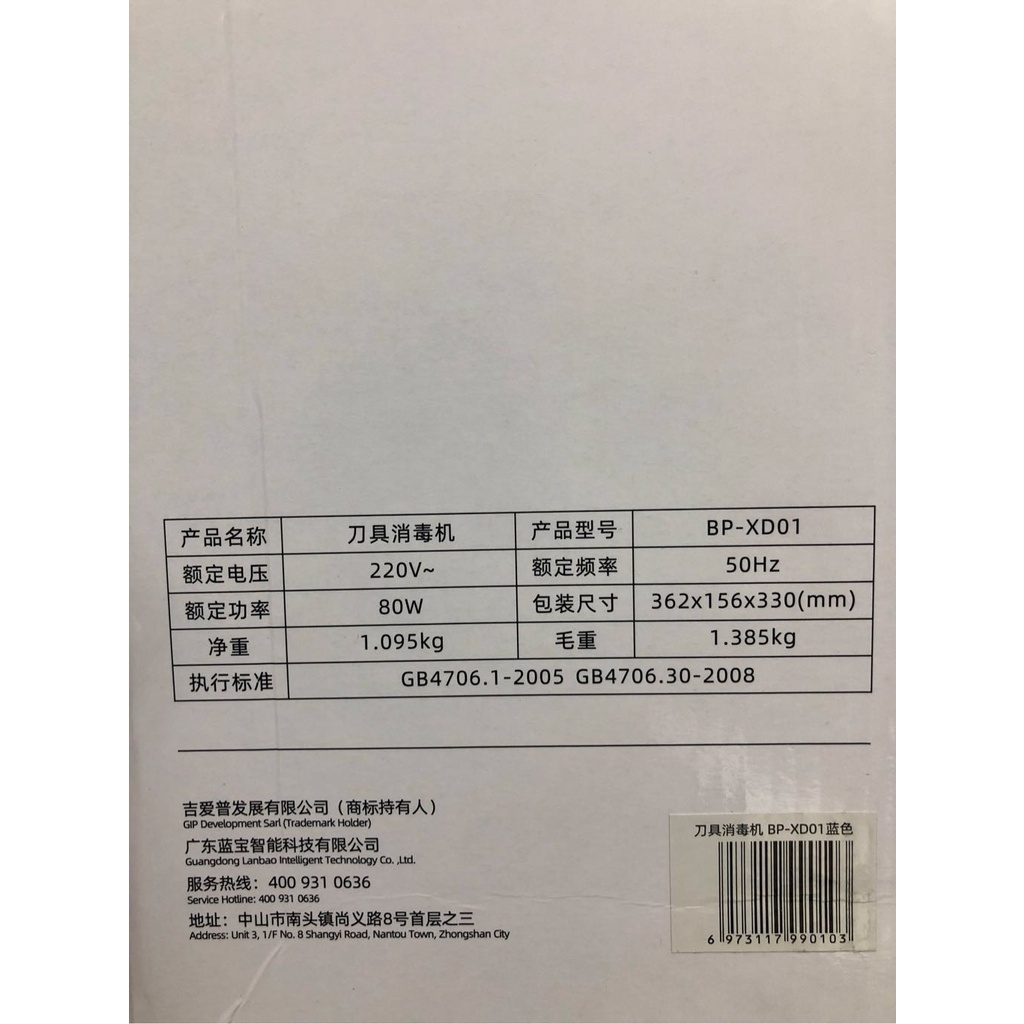 产品名称 刀具消毒机 产品型号 BP-XD01
额定电压 220V~ 额定频率 50Hz
额定功率 80W 包装尺寸 362x156x330(mm)
净重 1.095kg 毛重 1.385kg
执行标准 GB4706.1-2005 GB4706.30-2008
吉爱普发展有限公司（商标持有人）
GIP Development Sarl (Trademark Holder)
广东蓝宝智能科技有限公司
Guangdong Lanbao Intelligent Technology Co. ,Ltd.
服务热线：400 931 0636
Service Hotline: 400 931 0636
地址：中山市南头镇尚义路8号首层之三
Address: Unit 3, 1/F No. 8 Shangyi Road, Nantou Town, Zhongshan City
刀具消毒机 BP-XD01蓝色
6 973117 990103